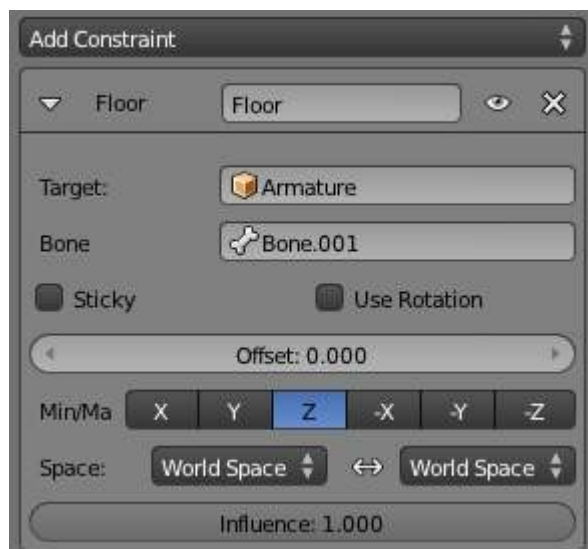 Add Constraint
Floor Floor
Target: Armature
Bone Bone.001
Sticky Use Rotation
Offset: 0.000
Min/Ma X Y Z -X -Y -Z
Space: World Space World Space
Influence: 1.000